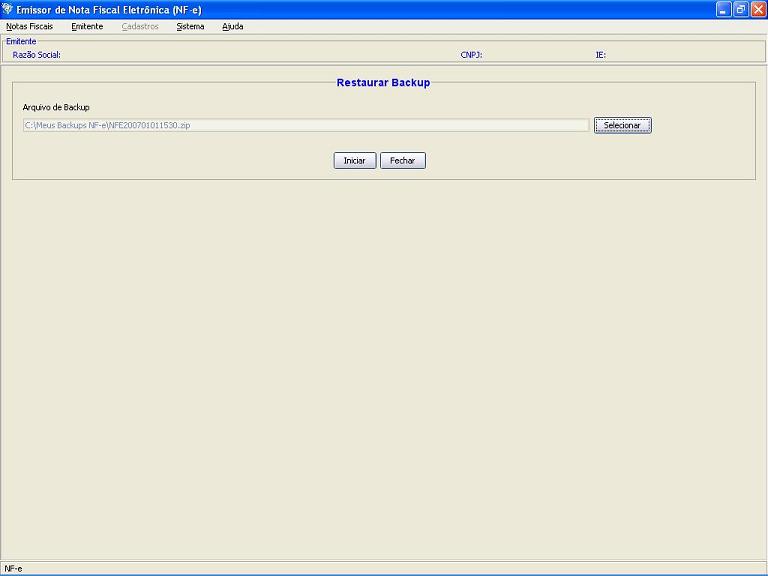 Emissor de Nota Fiscal Eletrônica (NF-e)
Notas Fiscais Emitente Cadastros Sistema Ajuda
Emitente
Razão Social: CNPJ: IE:
Restaurar Backup
Arquivo de Backup
C:\Meus Backups NF-e\NFE200701011530.zip Selecionar
Iniciar Fechar
NF-e